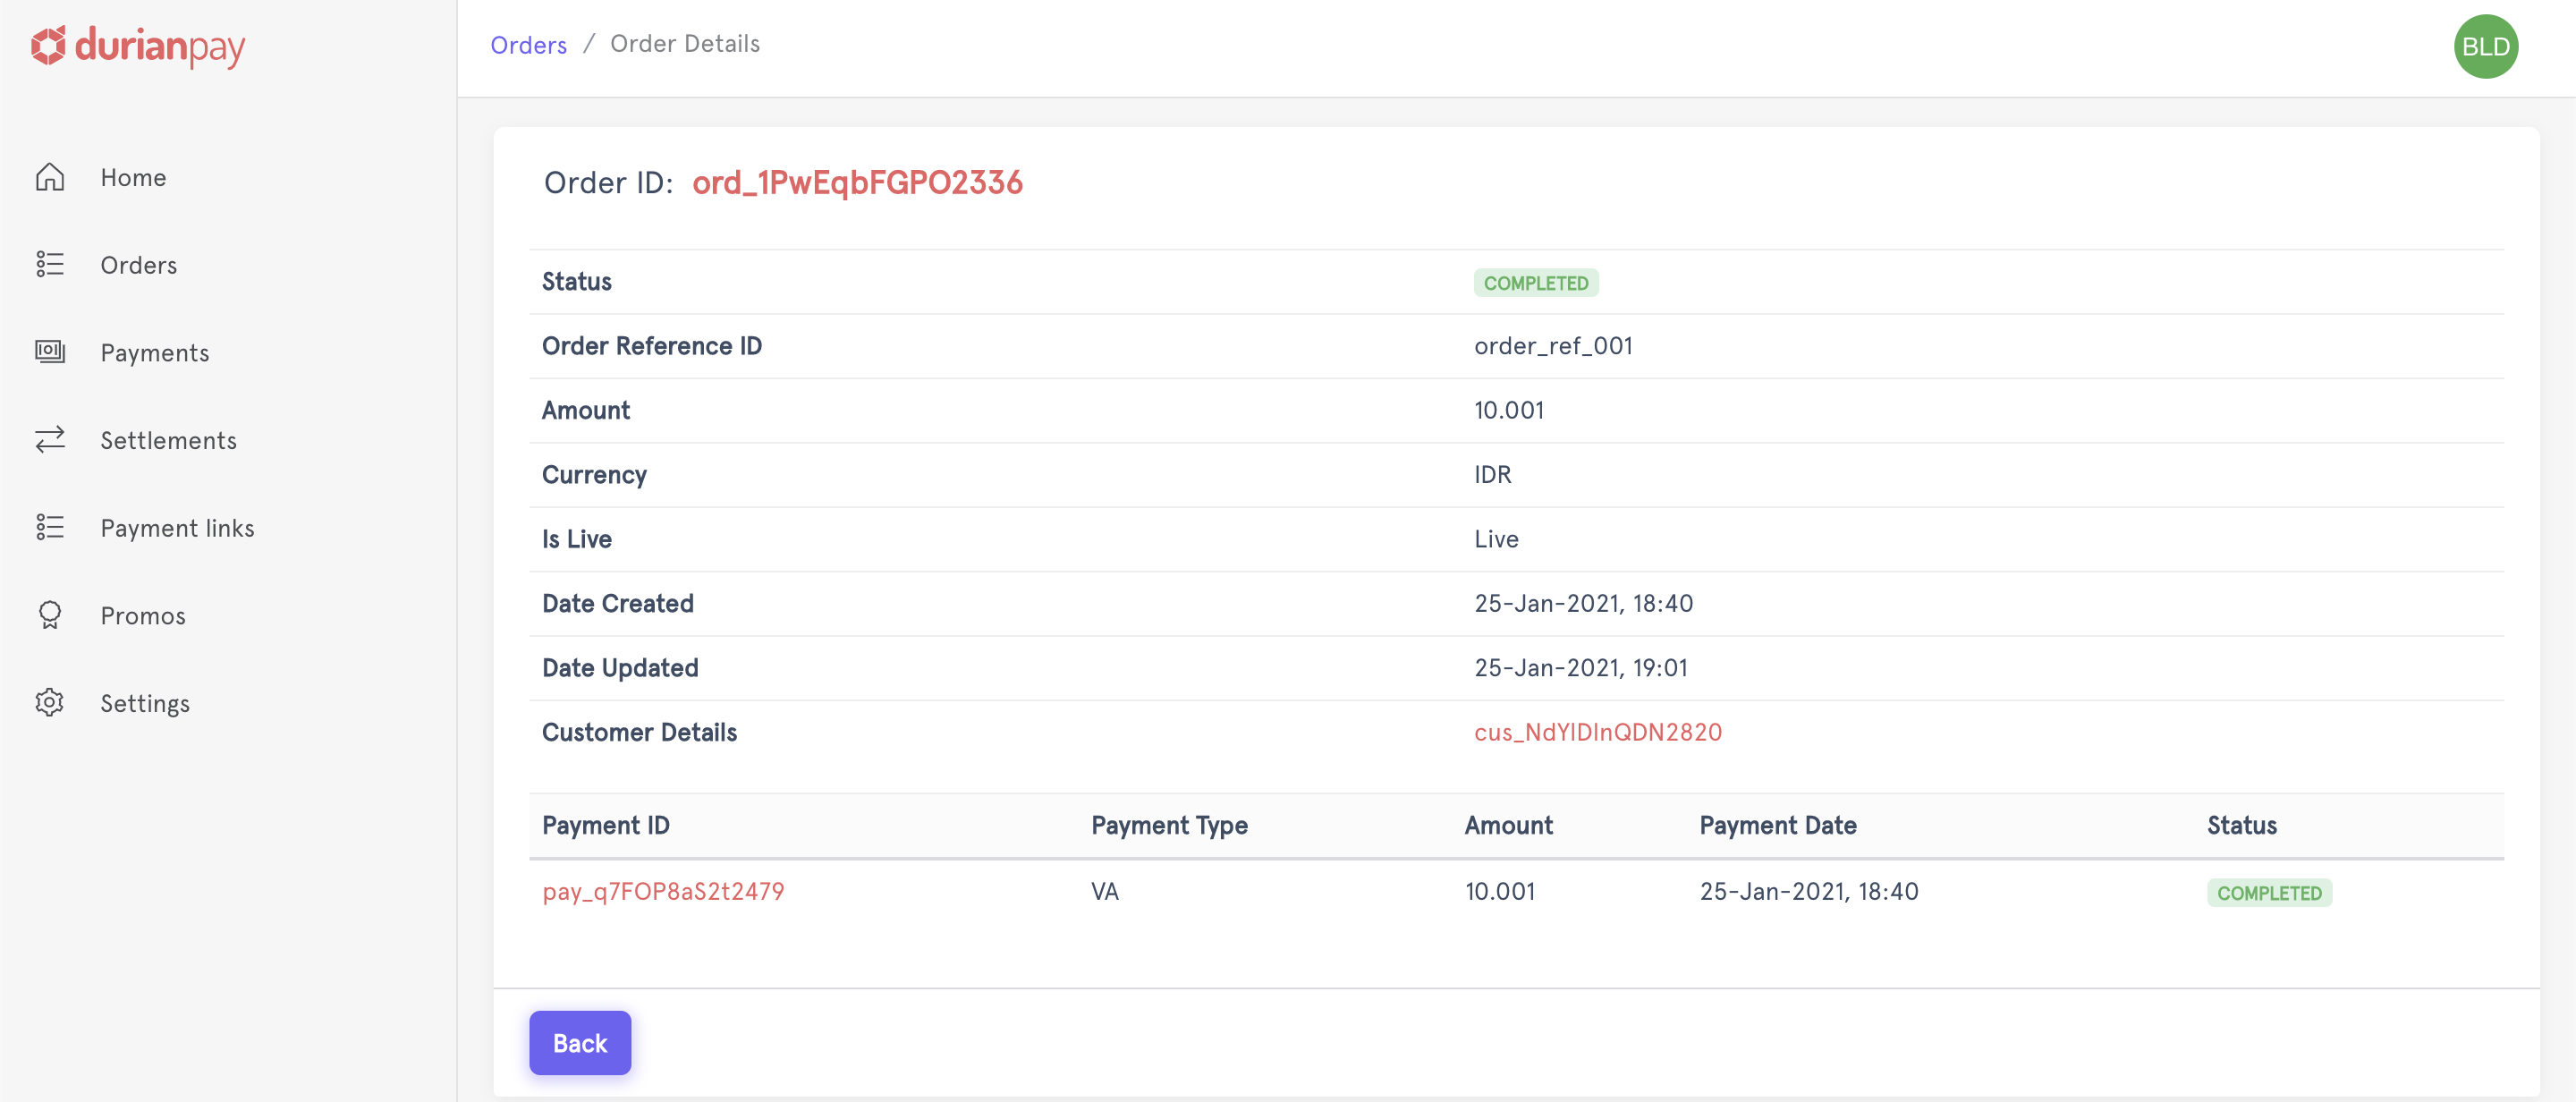 durianpay
Orders / Order Details
BLD
Home
Orders
Payments
Settlements
Payment links
Promos
Settings
Order ID: ord_1PwEqbFGPO2336
Status COMPLETED
Order Reference ID order_ref_001
Amount 10.001
Currency IDR
Is Live Live
Date Created 25-Jan-2021, 18:40
Date Updated 25-Jan-2021, 19:01
Customer Details cus_NdYIDInQDN2820
Payment ID Payment Type Amount Payment Date Status
pay_q7FOP8aS2t2479 VA 10.001 25-Jan-2021, 18:40 COMPLETED
Back